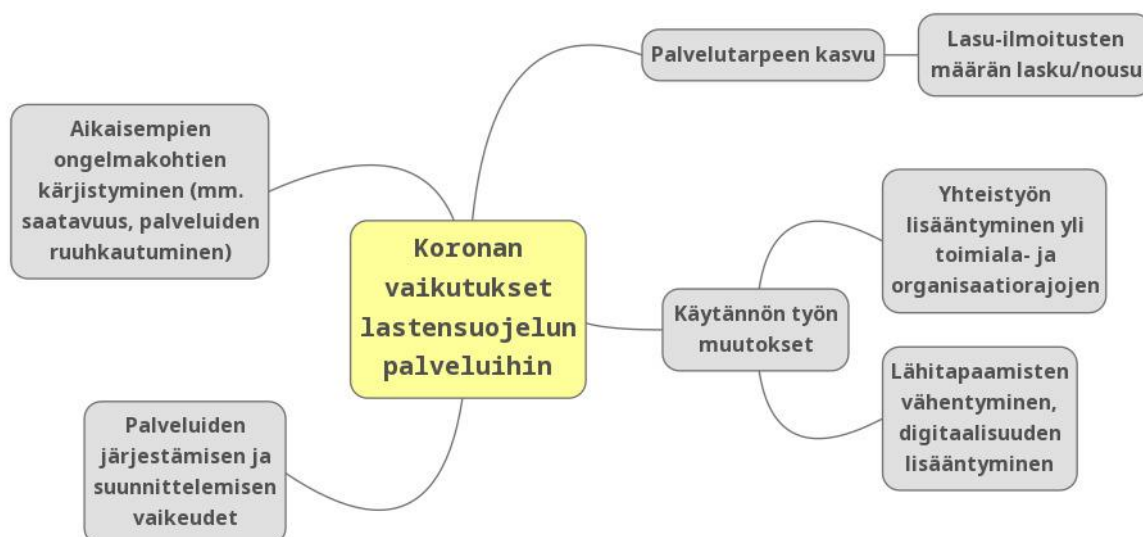 Palvelutarpeen kasvu
Lasu-ilmoitusten
määrän lasku/nousu
Aikaisempien
ongelmakohtien
kärjistyminen (mm.
saatavuus, palveluiden
ruuhkautuminen)
Koronan
vaikutukset
lastensuojelun
palveluihin
Käytännön työn
muutokset
Yhteistyön
lisääntyminen yli
toimiala- ja
organisaatiorajojen
Lähitapaamisten
vähentyminen,
digitaalisuuden
lisääntyminen
Palveluiden
järjestämisen ja
suunnittelemisen
vaikeudet